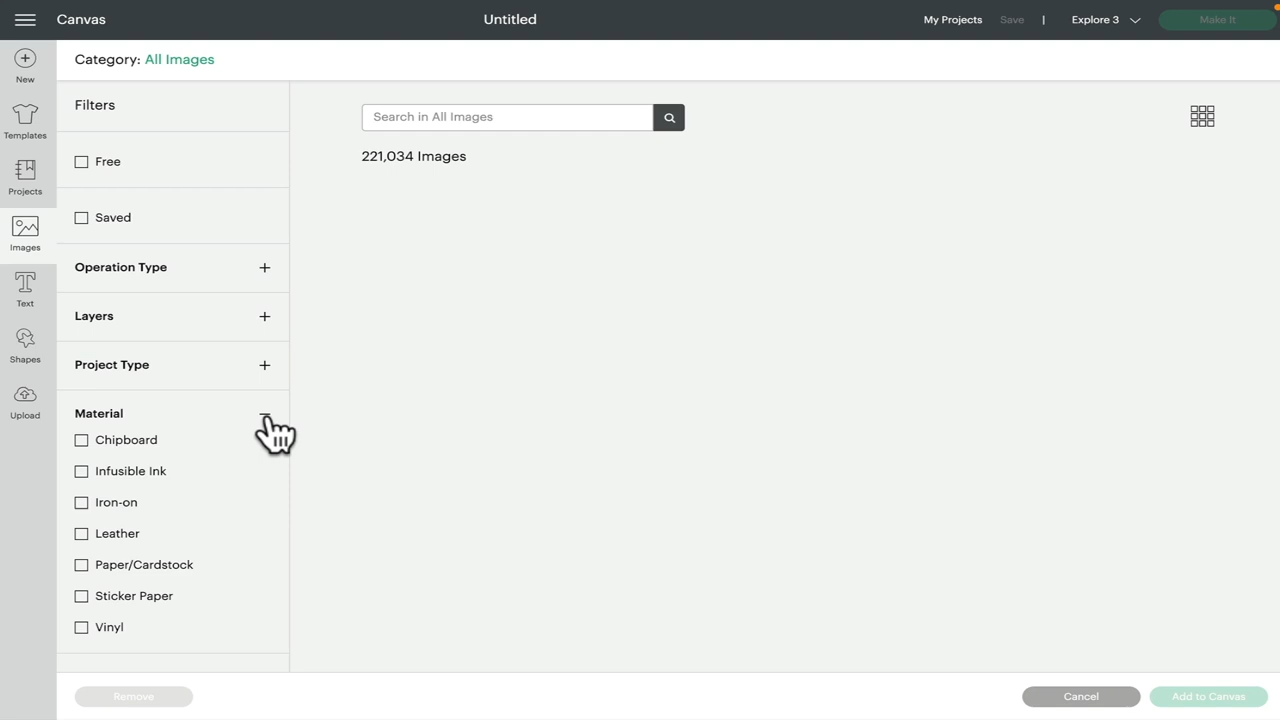 Canvas
Untitled
My Projects
Save
|
Explore 3
Make It
New
Templates
Projects
Images
Text
Shapes
Upload
Category: All Images
Filters
Free
Saved
Operation Type
Layers
Project Type
Material
Chipboard
Infusible Ink
Iron-on
Leather
Paper/Cardstock
Sticker Paper
Vinyl
Search in All Images
221,034 Images
Remove
Cancel
Add to Canvas